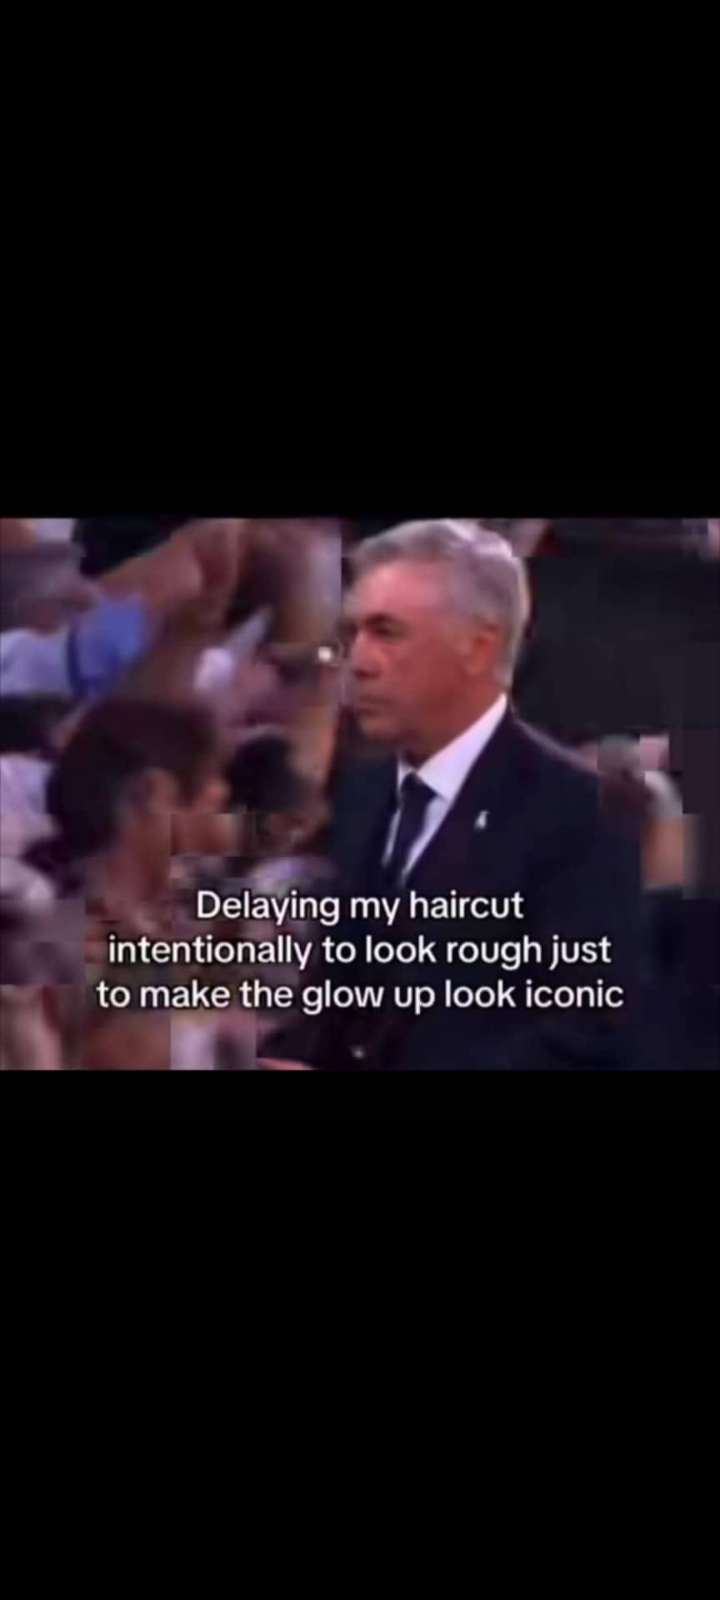 Delaying my haircut
intentionally to look rough just
to make the glow up look iconic